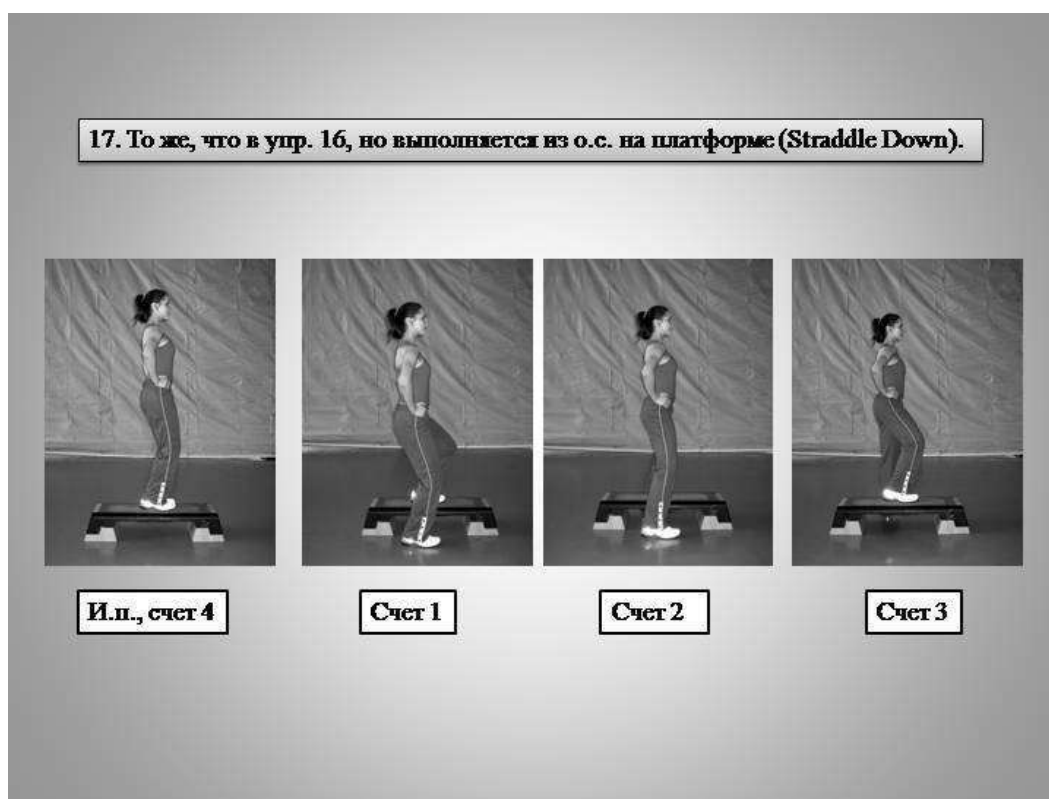 17. То же, что в упр. 16, но выполняется из о.с. на платформе (Straddle Down).
И.п., счет 4
Счет 1
Счет 2
Счет 3